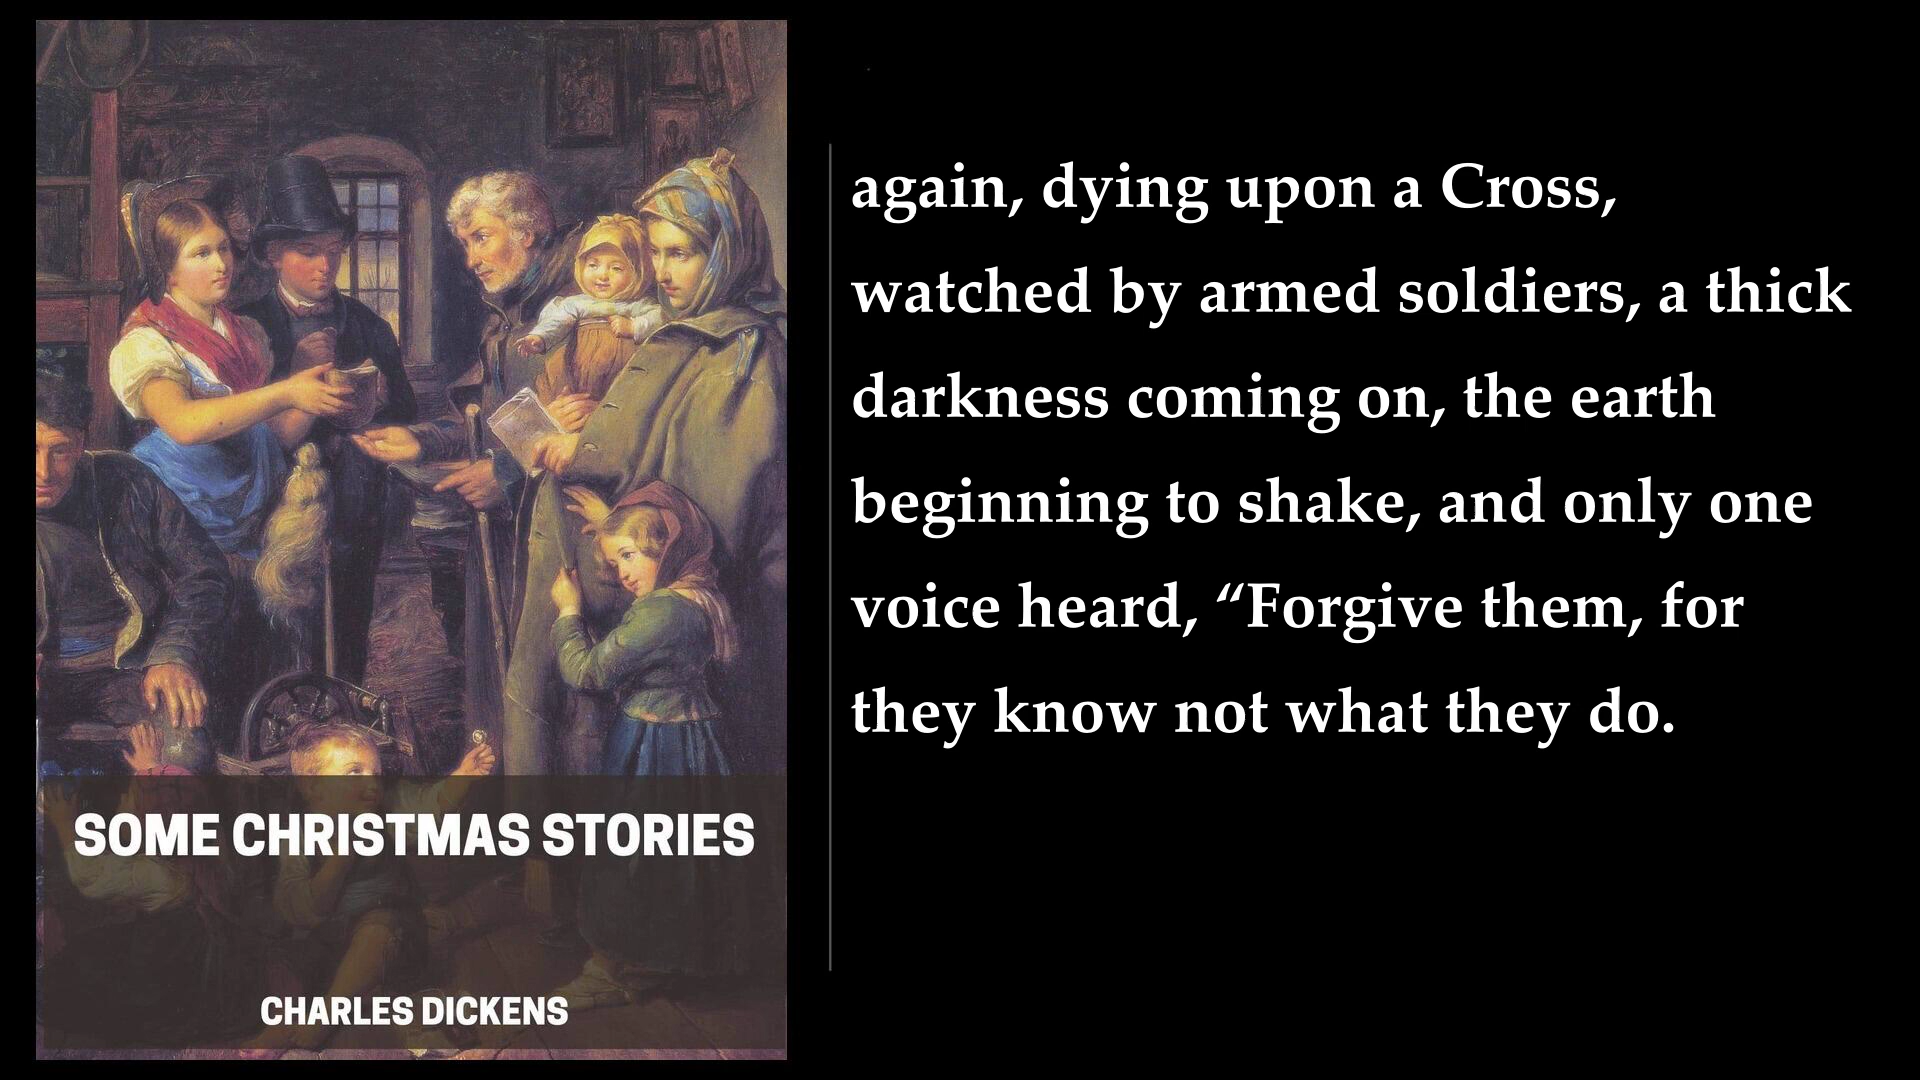 SOME CHRISTMAS STORIES
CHARLES DICKENS
again, dying upon a Cross,
watched by armed soldiers, a thick
darkness coming on, the earth
beginning to shake, and only one
voice heard, “Forgive them, for
they know not what they do.